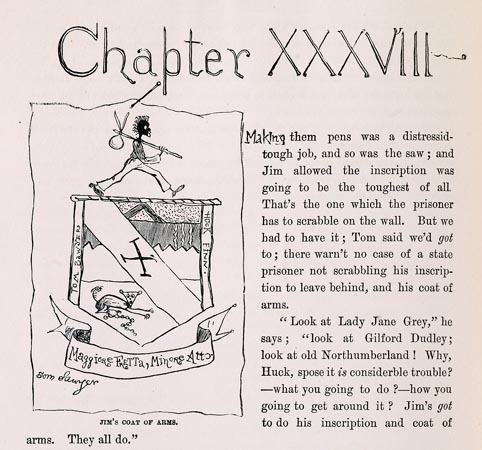 Chapter XXXVIII
TOM SAWYER
HUCK FINN.
Maggiore Fretta, Minore Atto
Tom Sawyer
JIM'S COAT OF ARMS.
Making them pens was a distressid-
tough job, and so was the saw; and
Jim allowed the inscription was
going to be the toughest of all.
That's the one which the prisoner
has to scrabble on the wall. But we
had to have it; Tom said we'd got
to; there warn't no case of a state
prisoner not scrabbling his inscrip-
tion to leave behind, and his coat of
arms.
"Look at Lady Jane Grey," he
says; "look at Gilford Dudley;
look at old Northumberland! Why,
Huck, spose it is considerble trouble?
—what you going to do?—how you
going to get around it? Jim's got
to do his inscription and coat of
arms. They all do."